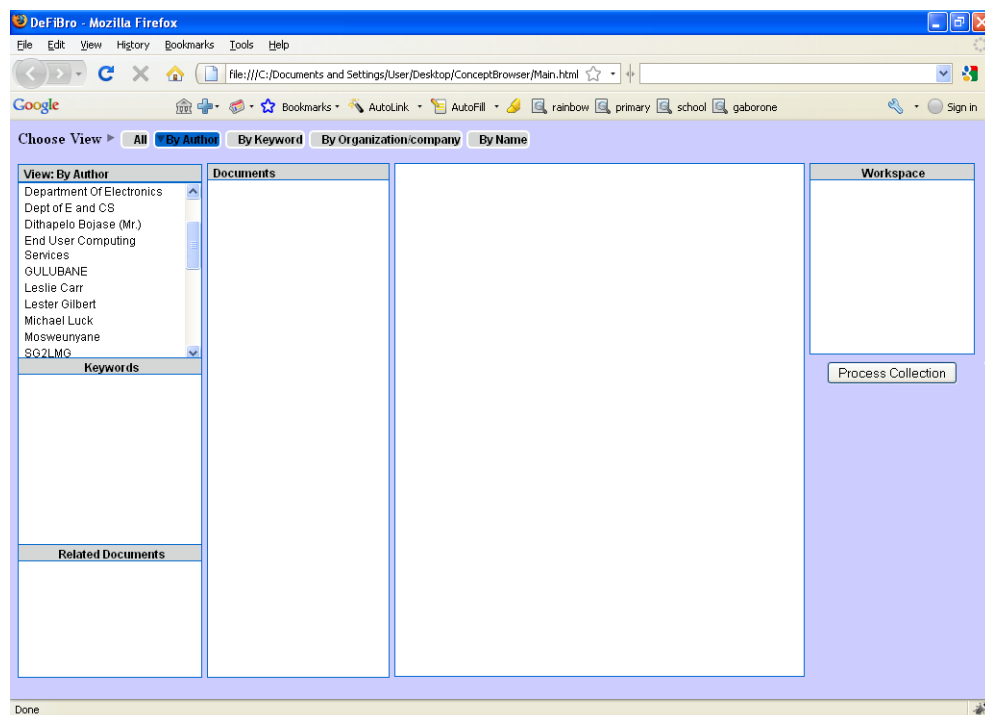 DeFiBro - Mozilla Firefox
File Edit View History Bookmarks Tools Help
file:///C:/Documents and Settings/User/Desktop/ConceptBrowser/Main.html
Google Bookmarks AutoLink AutoFill rainbow primary school gaborone Sign in
Choose View All By Author By Keyword By Organization/company By Name
View: By Author
Department Of Electronics
Dept of E and CS
Dithapelo Bojase (Mr.)
End User Computing
Services
GULUBANE
Leslie Carr
Lester Gilbert
Michael Luck
Mosweunyane
SG2LMG
Keywords
Related Documents
Documents
Workspace
Process Collection
Done